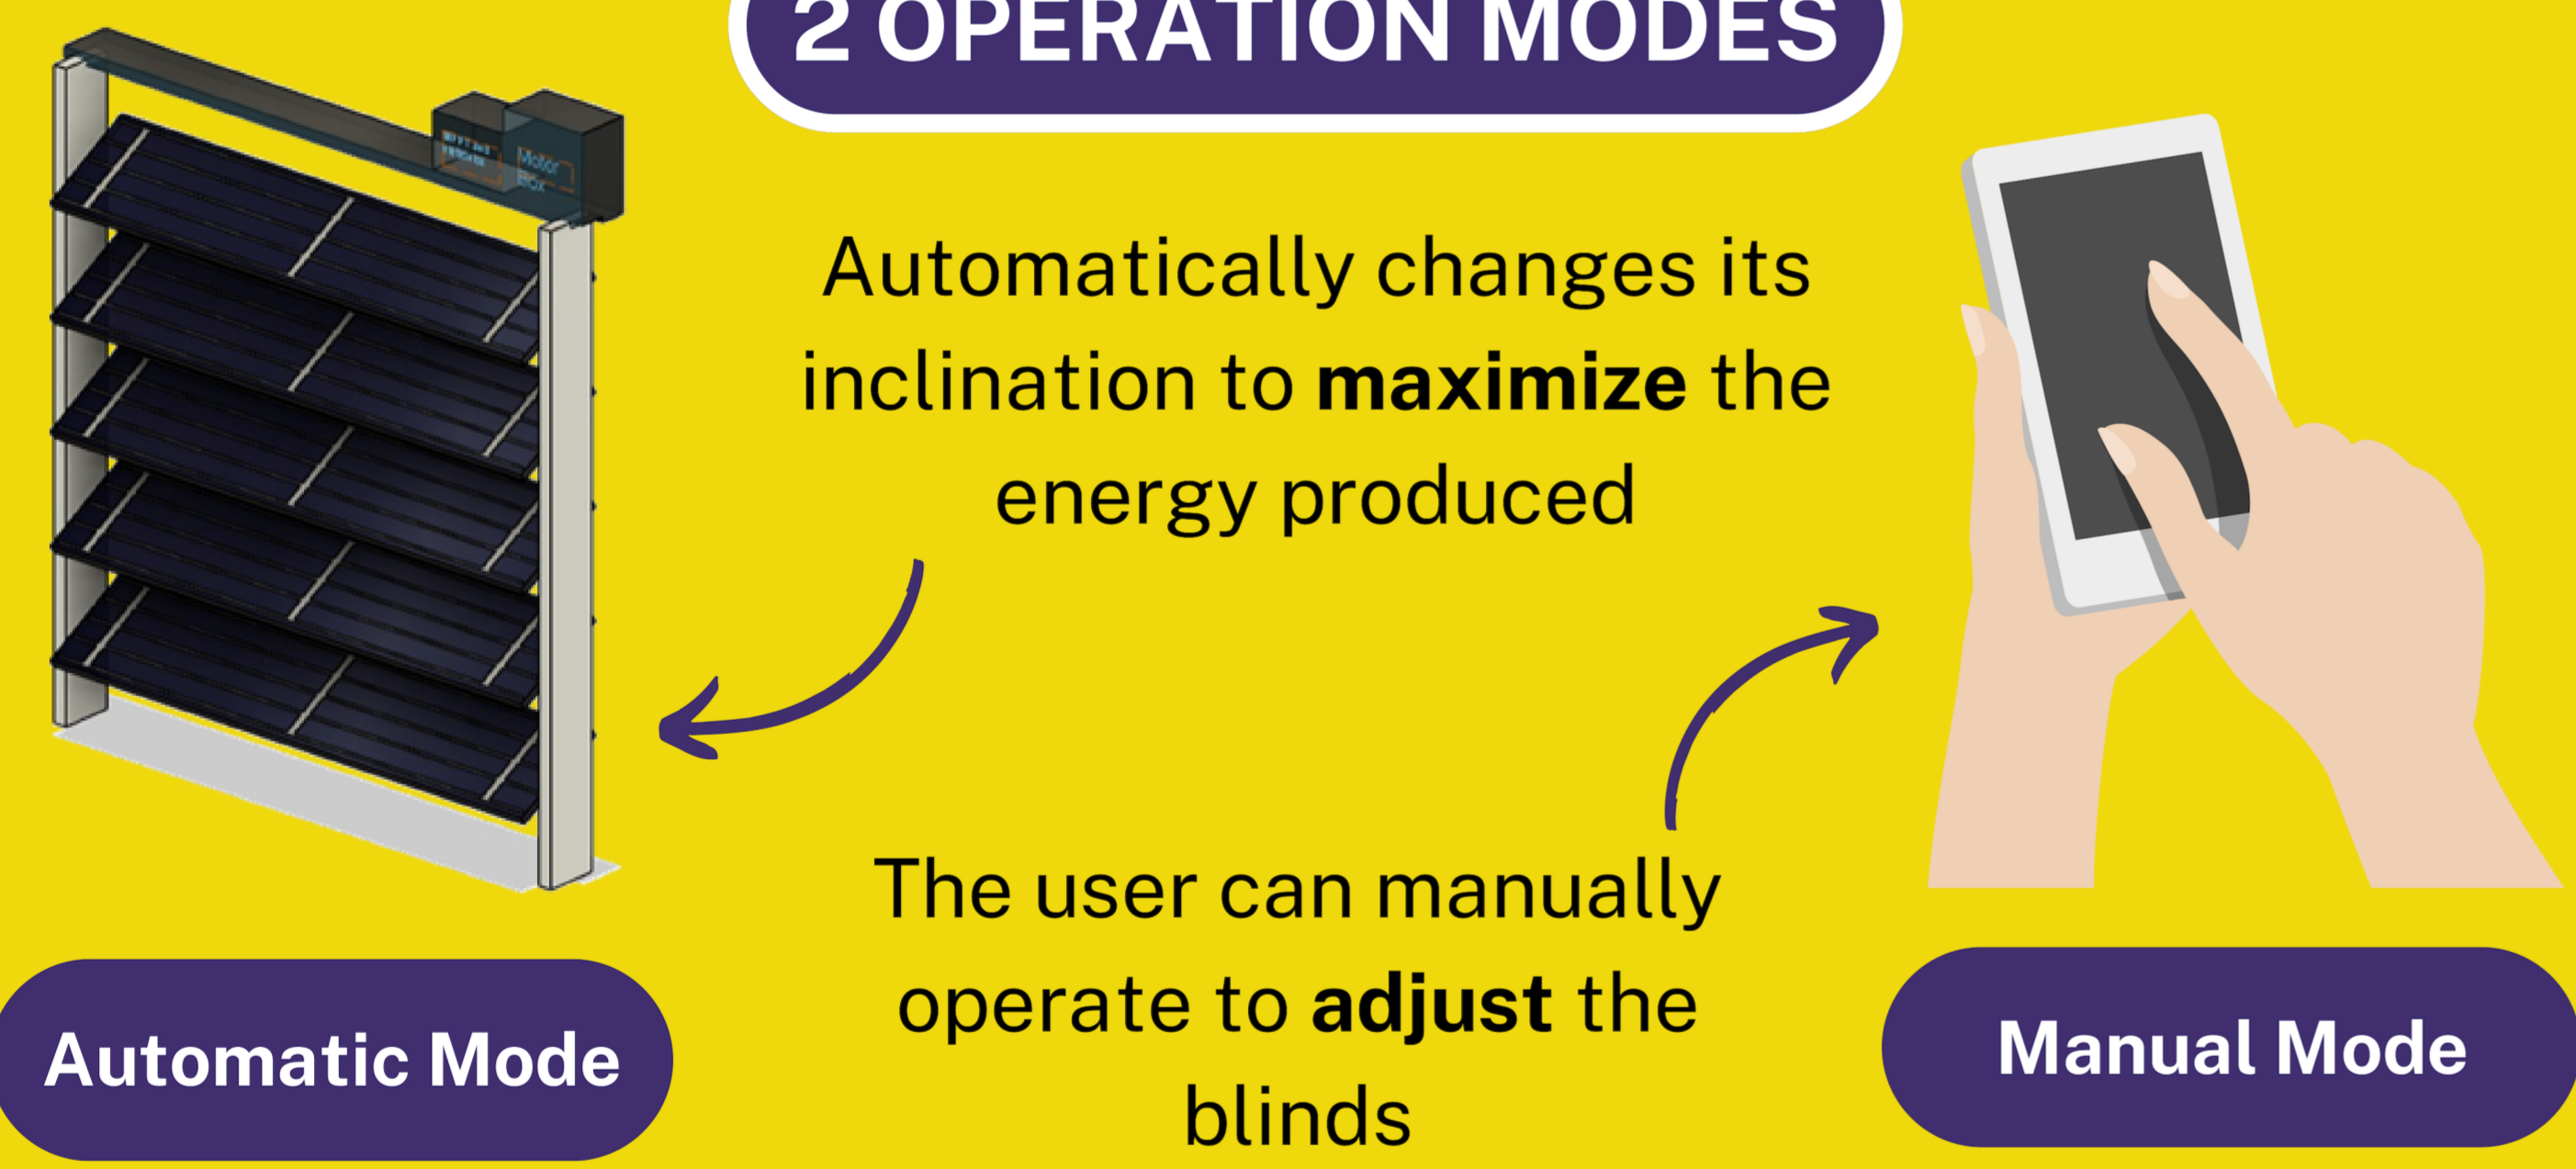 2 OPERATION MODES
Motor
Box
Automatically changes its
inclination to maximize the
energy produced
The user can manually
operate to adjust the
blinds
Automatic Mode
Manual Mode